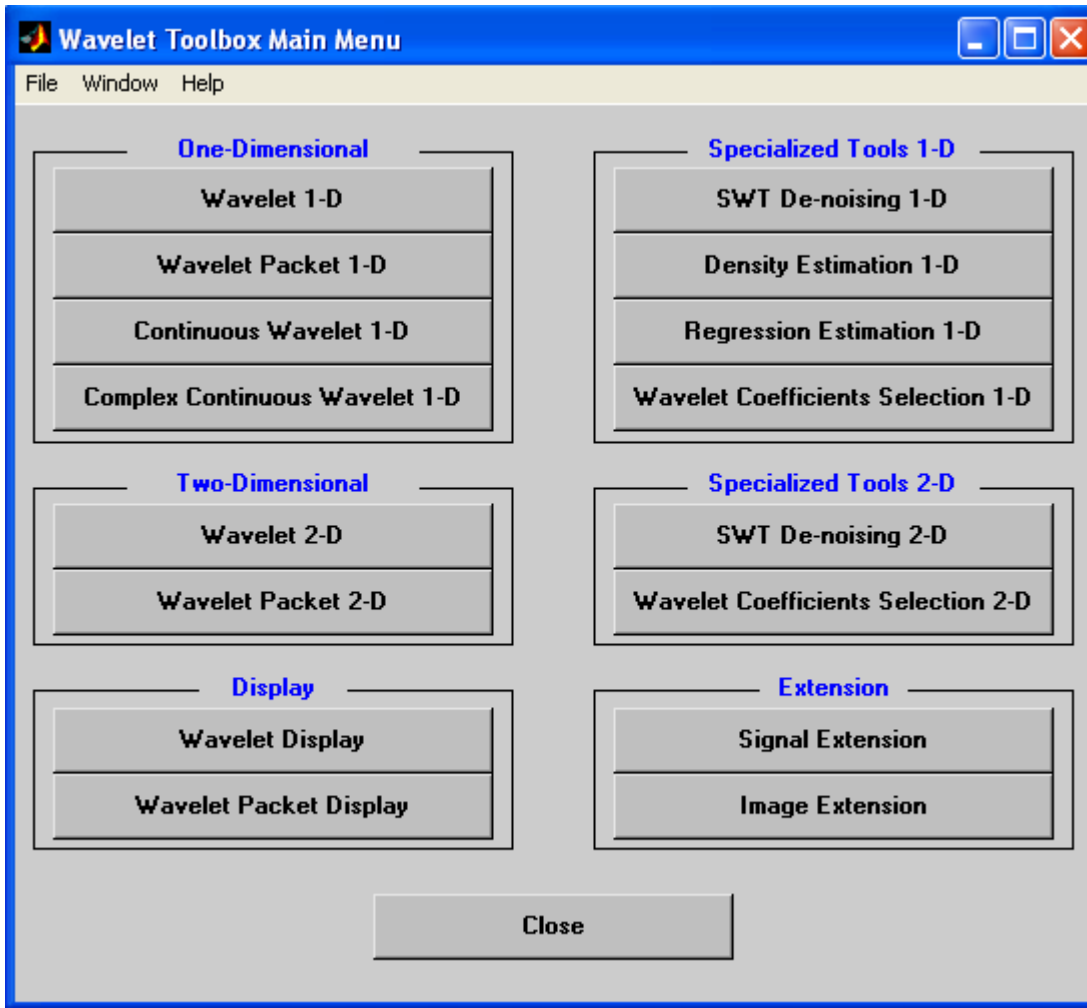 Wavelet Toolbox Main Menu
File Window Help
One-Dimensional
Wavelet 1-D
Wavelet Packet 1-D
Continuous Wavelet 1-D
Complex Continuous Wavelet 1-D
Specialized Tools 1-D
SWT De-noising 1-D
Density Estimation 1-D
Regression Estimation 1-D
Wavelet Coefficients Selection 1-D
Two-Dimensional
Wavelet 2-D
Wavelet Packet 2-D
Specialized Tools 2-D
SWT De-noising 2-D
Wavelet Coefficients Selection 2-D
Display
Wavelet Display
Wavelet Packet Display
Extension
Signal Extension
Image Extension
Close